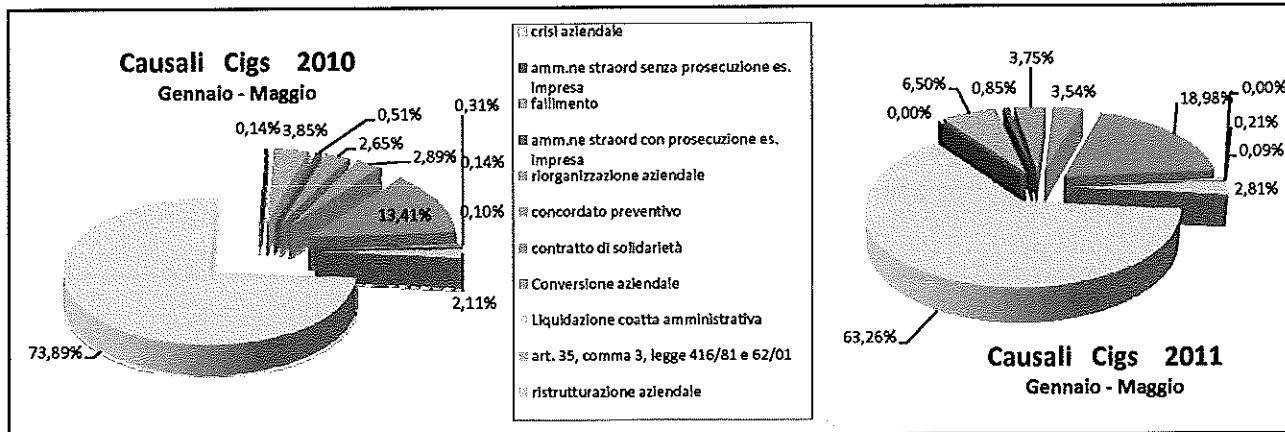 Causali Cigs 2010
Gennaio - Maggio
0,14%
3,85%
0,51%
2,65%
2,89%
0,31%
0,14%
0,10%
13,41%
2,11%
73,89%
crisi aziendale
amm.ne straord senza prosecuzione es.
Impresa
fallimento
amm.ne straord con prosecuzione es.
Impresa
riorganizzazione aziendale
concordato preventivo
contratto di solidarietà
Conversione aziendale
Liquidazione coatta amministrativa
art. 35, comma 3, legge 416/81 e 62/01
ristrutturazione aziendale
0,00%
6,50%
0,85%
3,75%
3,54%
18,98%
0,00%
0,21%
0,09%
2,81%
63,26%
Causali Cigs 2011
Gennaio - Maggio